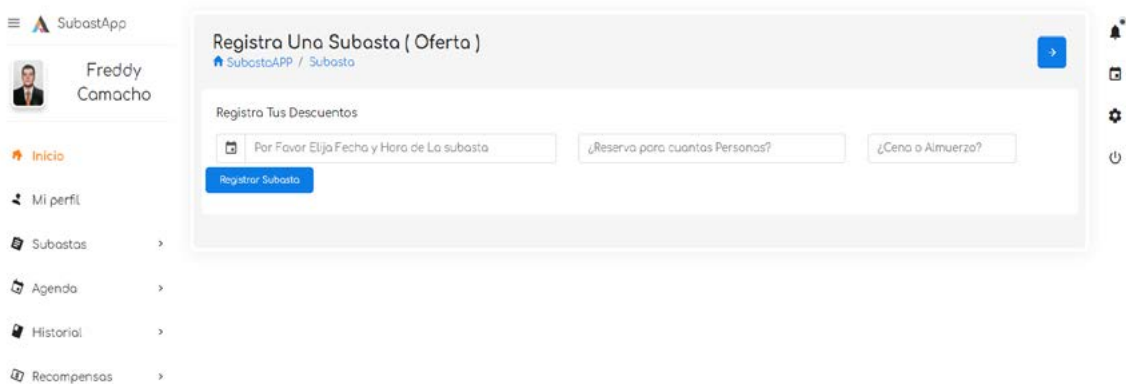 SubastApp
Freddy
Camacho
Inicio
Mi perfil
Subastas
Agenda
Historial
Recompensas
Registra Una Subasta ( Oferta )
SubastaAPP / Subasta
Registra Tus Descuentos
Por Favor Elija Fecha y Hora de La subasta
¿Reserva para cuantas Personas?
¿Cena o Almuerzo?
Registrar Subasta